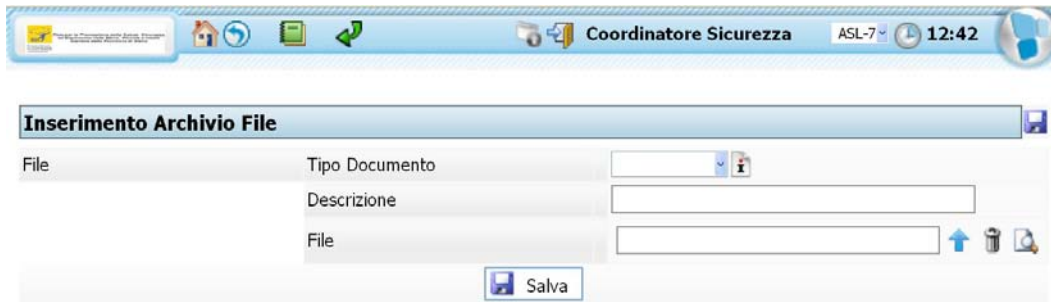 Coordinatore Sicurezza ASL-7 12:42
Inserimento Archivio File
File Tipo Documento
Descrizione
File
Salva